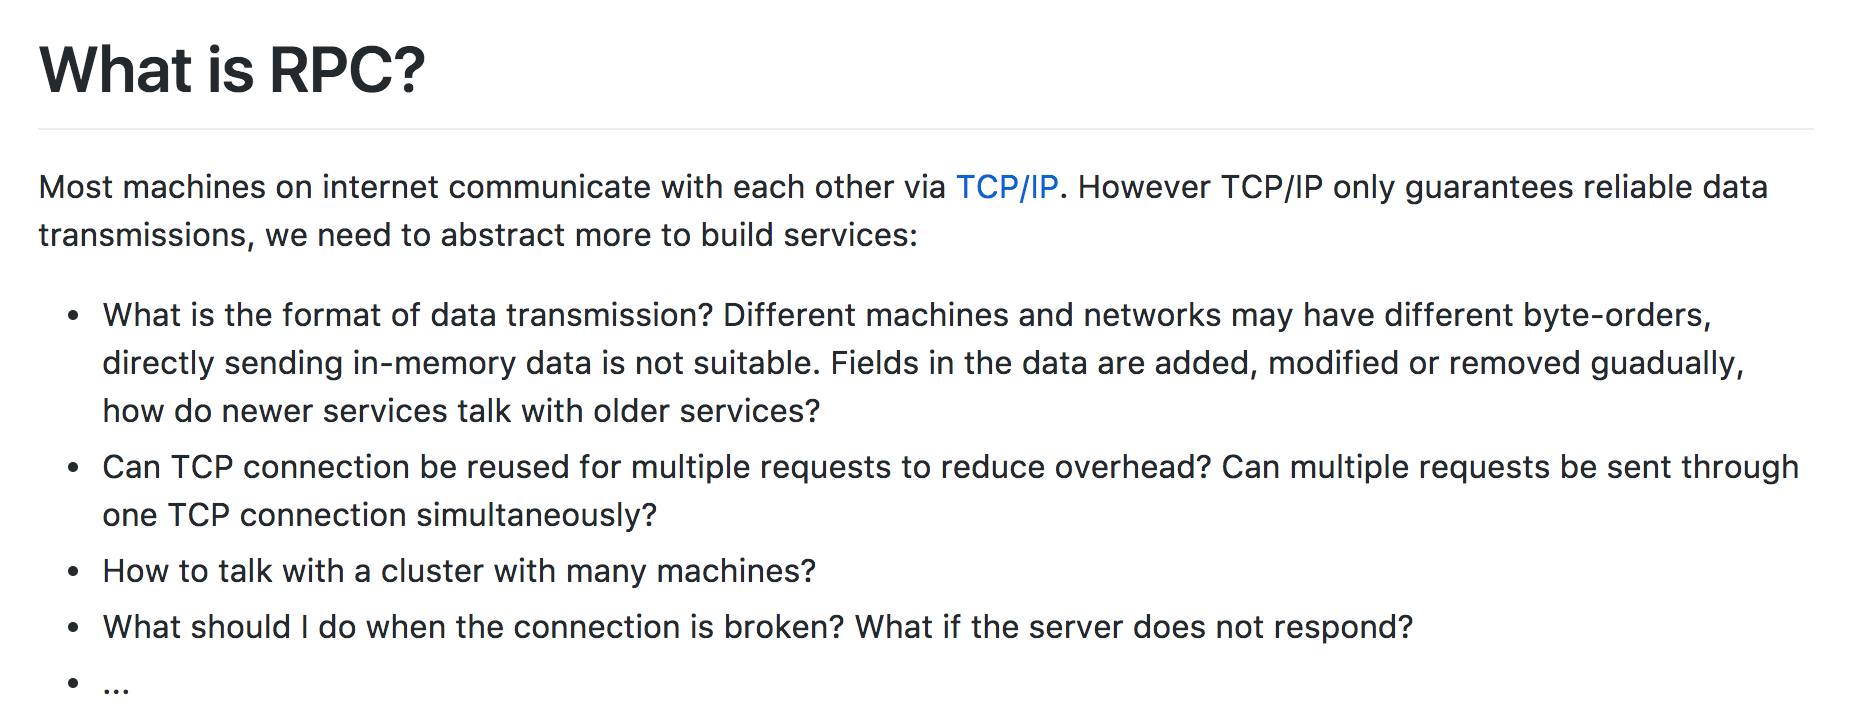 What is RPC?
Most machines on internet communicate with each other via TCP/IP. However TCP/IP only guarantees reliable data
transmissions, we need to abstract more to build services:
• What is the format of data transmission? Different machines and networks may have different byte-orders,
directly sending in-memory data is not suitable. Fields in the data are added, modified or removed guadually,
how do newer services talk with older services?
• Can TCP connection be reused for multiple requests to reduce overhead? Can multiple requests be sent through
one TCP connection simultaneously?
• How to talk with a cluster with many machines?
• What should I do when the connection is broken? What if the server does not respond?
• ...